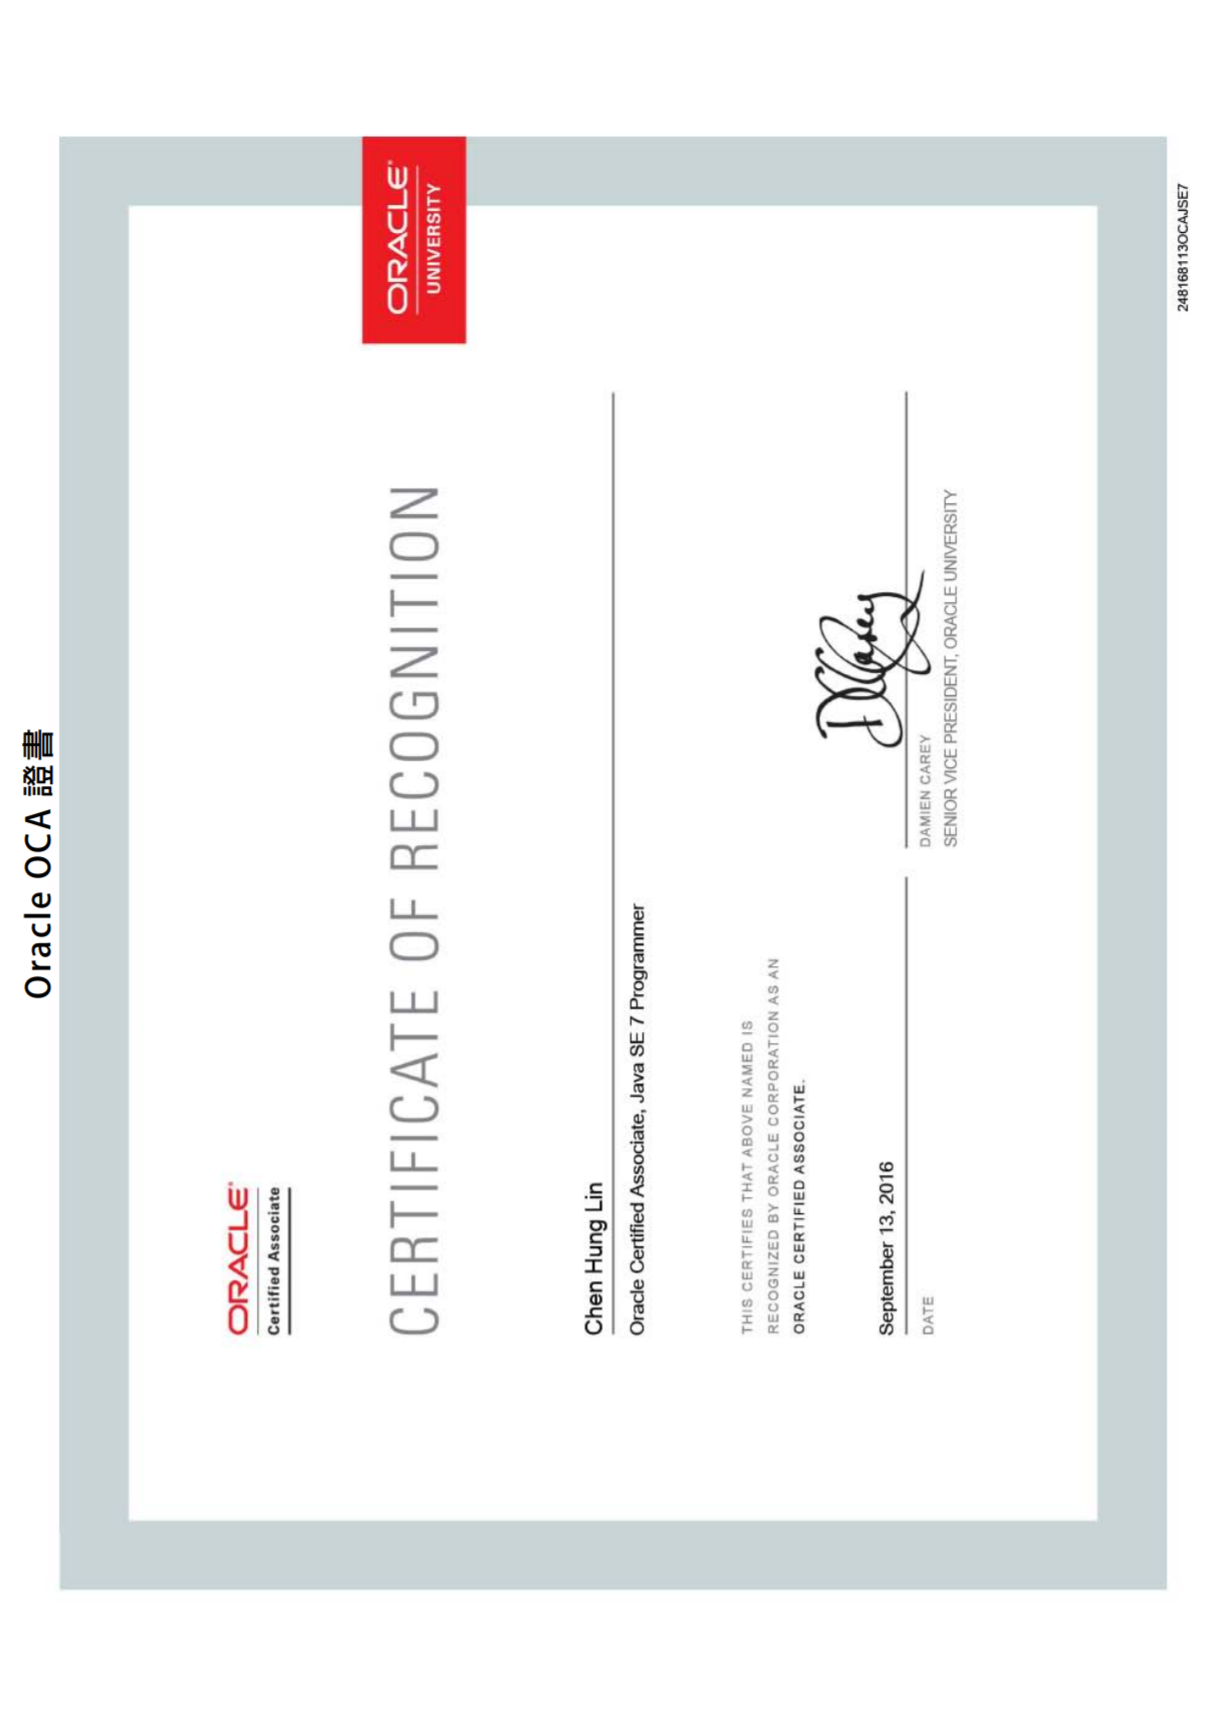 Oracle OCA 證書
ORACLE
UNIVERSITY
ORACLE
Certified Associate
CERTIFICATE OF RECOGNITION
Chen Hung Lin
Oracle Certified Associate, Java SE 7 Programmer
THIS CERTIFIES THAT ABOVE NAMED IS
RECOGNIZED BY ORACLE CORPORATION AS AN
ORACLE CERTIFIED ASSOCIATE.
September 13, 2016
DATE
DCarey
DAMIEN CAREY
SENIOR VICE PRESIDENT, ORACLE UNIVERSITY
248168113OCAJSE7